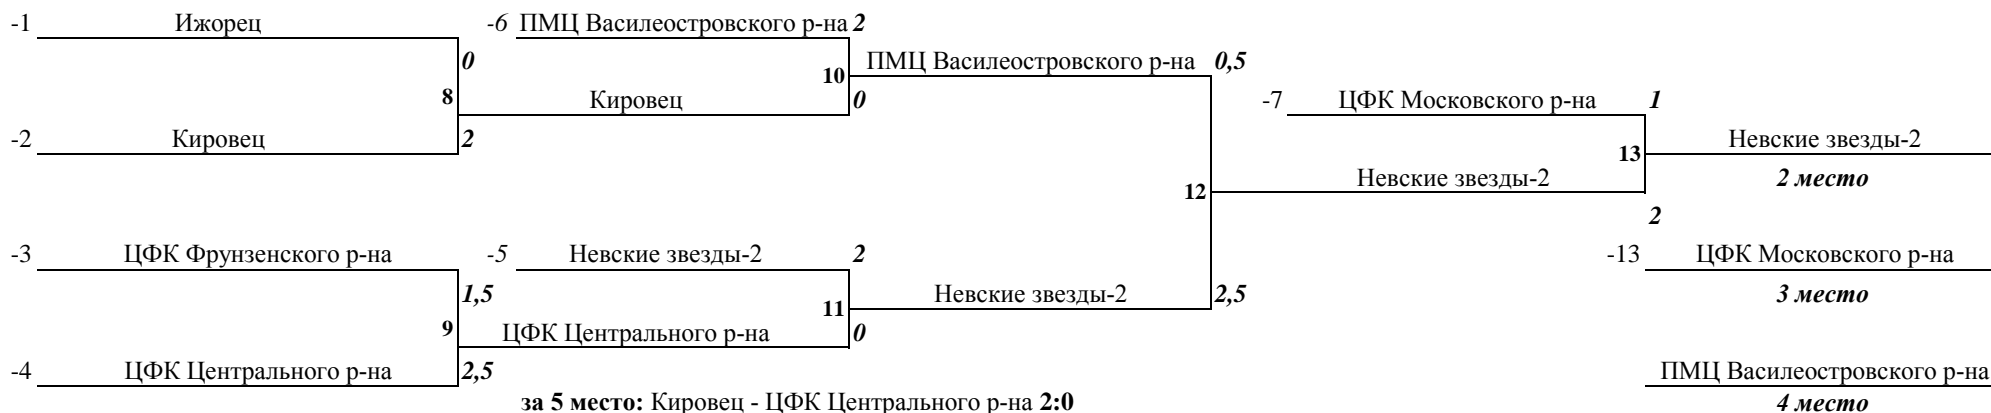 -1 Ижорец -6 ПМЦ Василеостровского р-на 2
0 10 ПМЦ Василеостровского р-на 0,5
8 Кировец 0 -7 ЦФК Московского р-на 1
-2 Кировец 2 13 Невские звезды-2
12 Невские звезды-2 2 место
2
-3 ЦФК Фрунзенского р-на -5 Невские звезды-2 2 -13 ЦФК Московского р-на
1,5 11 Невские звезды-2 2,5 3 место
9 ЦФК Центрального р-на 0
-4 ЦФК Центрального р-на 2,5 ПМЦ Василеостровского р-на
за 5 место: Кировец - ЦФК Центрального р-на 2:0 4 место